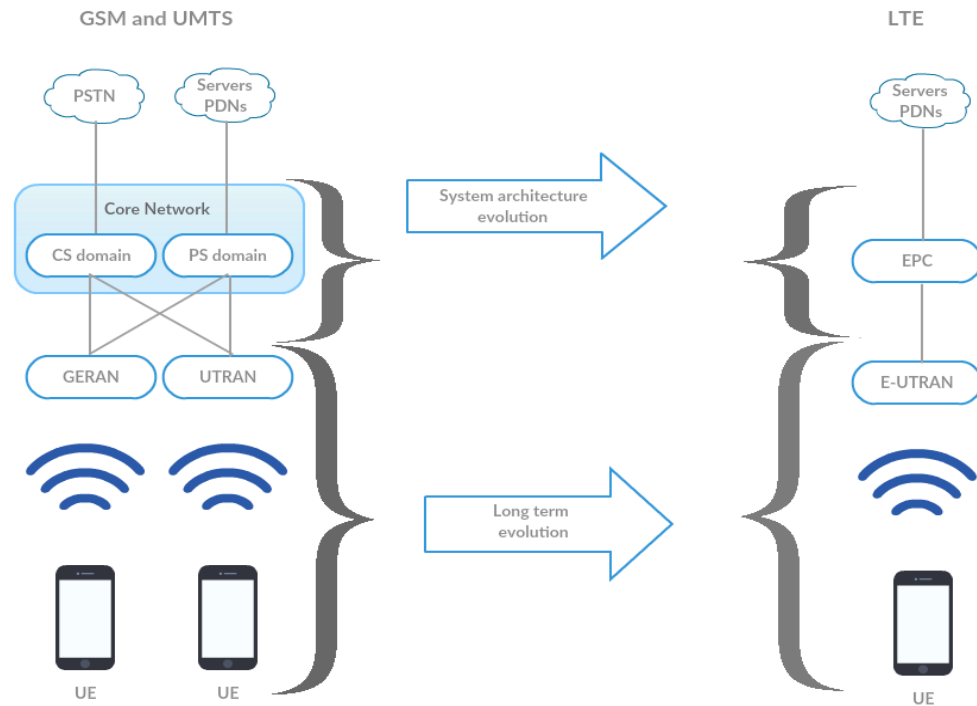 GSM and UMTS
LTE
PSTN
Servers
PDNs
Servers
PDNs
Core Network
System architecture
evolution
CS domain
PS domain
EPC
GERAN
UTRAN
E-UTRAN
Long term
evolution
UE
UE
UE